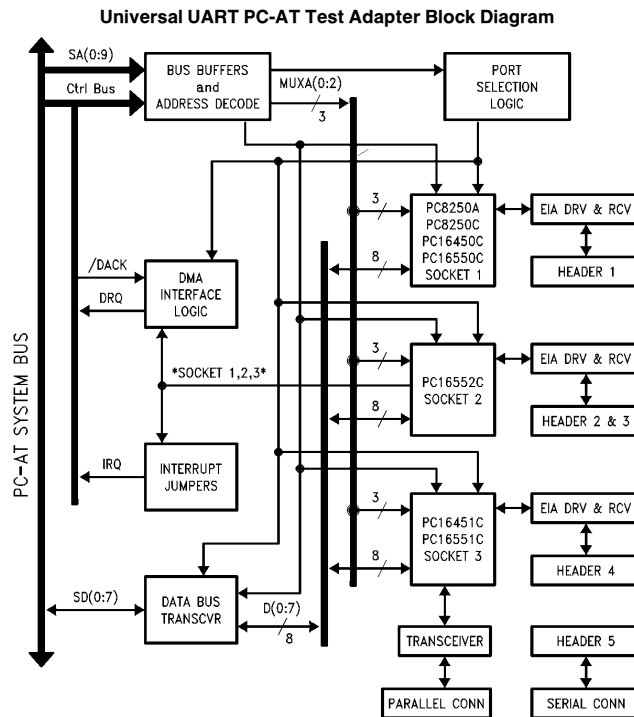 Universal UART PC-AT Test Adapter Block Diagram
SA(0:9)
Ctrl Bus
BUS BUFFERS
and
ADDRESS DECODE
MUXA(0:2)
3
PORT
SELECTION
LOGIC
3
8
PC8250A
PC8250C
PC16450C
PC16550C
SOCKET 1
EIA DRV & RCV
HEADER 1
/DACK
DRQ
DMA
INTERFACE
LOGIC
*SOCKET 1,2,3*
3
8
PC16552C
SOCKET 2
EIA DRV & RCV
HEADER 2 & 3
PC-AT SYSTEM BUS
IRQ
INTERRUPT
JUMPERS
3
8
PC16451C
PC16551C
SOCKET 3
EIA DRV & RCV
HEADER 4
SD(0:7)
DATA BUS
TRANSCVR
D(0:7)
8
TRANSCEIVER
HEADER 5
PARALLEL CONN
SERIAL CONN